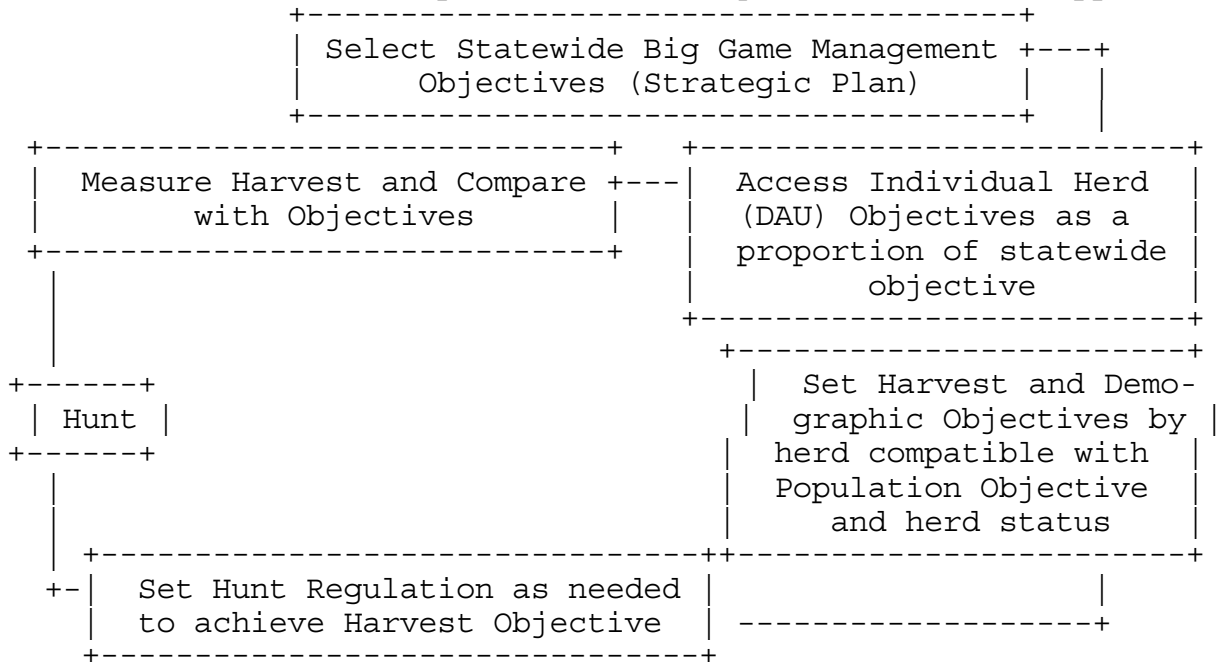 Select Statewide Big Game Management
Objectives (Strategic Plan)
Measure Harvest and Compare
with Objectives
Access Individual Herd
(DAU) Objectives as a
proportion of statewide
objective
Hunt
Set Harvest and Demo-
graphic Objectives by
herd compatible with
Population Objective
and herd status
Set Hunt Regulation as needed
to achieve Harvest Objective